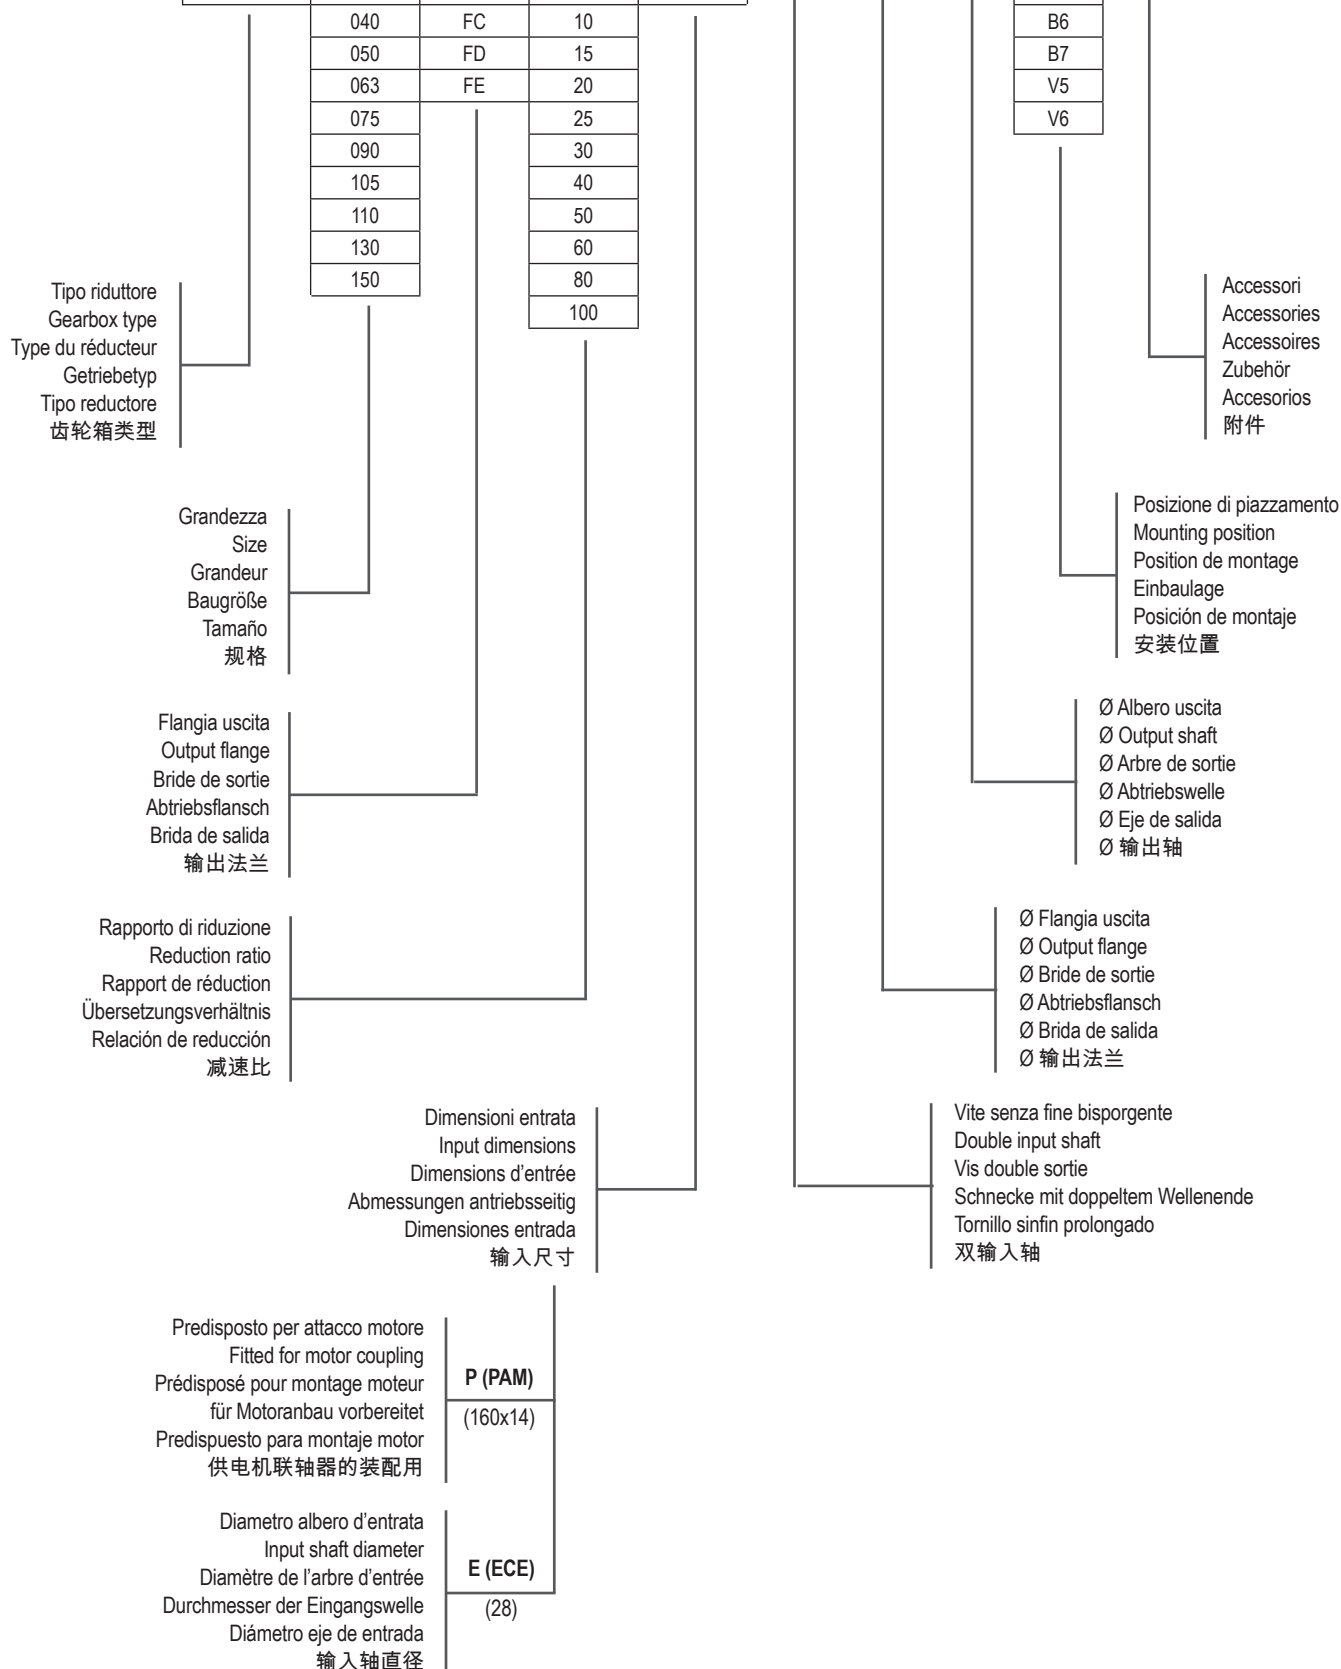 040 FC 10 B6
050 FD 15 B7
063 FE 20 V5
075 25 V6
090 30
105 40
110 50
130 60
150 80
100
Tipo riduttore
Gearbox type
Type du réducteur
Getriebetyp
Tipo reductore
齿轮箱类型
Accessori
Accessories
Accessoires
Zubehör
Accesorios
附件
Grandezza
Size
Grandeur
Baugröße
Tamaño
规格
Posizione di piazzamento
Mounting position
Position de montage
Einbaulage
Posición de montaje
安装位置
Flangia uscita
Output flange
Bride de sortie
Abtriebsflansch
Brida de salida
输出法兰
Ø Albero uscita
Ø Output shaft
Ø Arbre de sortie
Ø Abtriebswelle
Ø Eje de salida
Ø 输出轴
Rapporto di riduzione
Reduction ratio
Rapport de réduction
Übersetzungsverhältnis
Relación de reducción
减速比
Ø Flangia uscita
Ø Output flange
Ø Bride de sortie
Ø Abtriebsflansch
Ø Brida de salida
Ø 输出法兰
Dimensioni entrata
Input dimensions
Dimensions d’entrée
Abmessungen antriebsseitig
Dimensiones entrada
输入尺寸
Vite senza fine bisporgente
Double input shaft
Vis double sortie
Schnecke mit doppeltem Wellenende
Tornillo sinfin prolongado
双输入轴
Predisposto per attacco motore
Fitted for motor coupling
Prédisposé pour montage moteur
für Motoranbau vorbereitet
Predispuesto para montaje motor
供电机联轴器的装配用
P (PAM)
(160x14)
Diametro albero d’entrata
Input shaft diameter
Diamètre de l’arbre d’entrée
Durchmesser der Eingangswelle
Diámetro eje de entrada
输入轴直径
E (ECE)
(28)